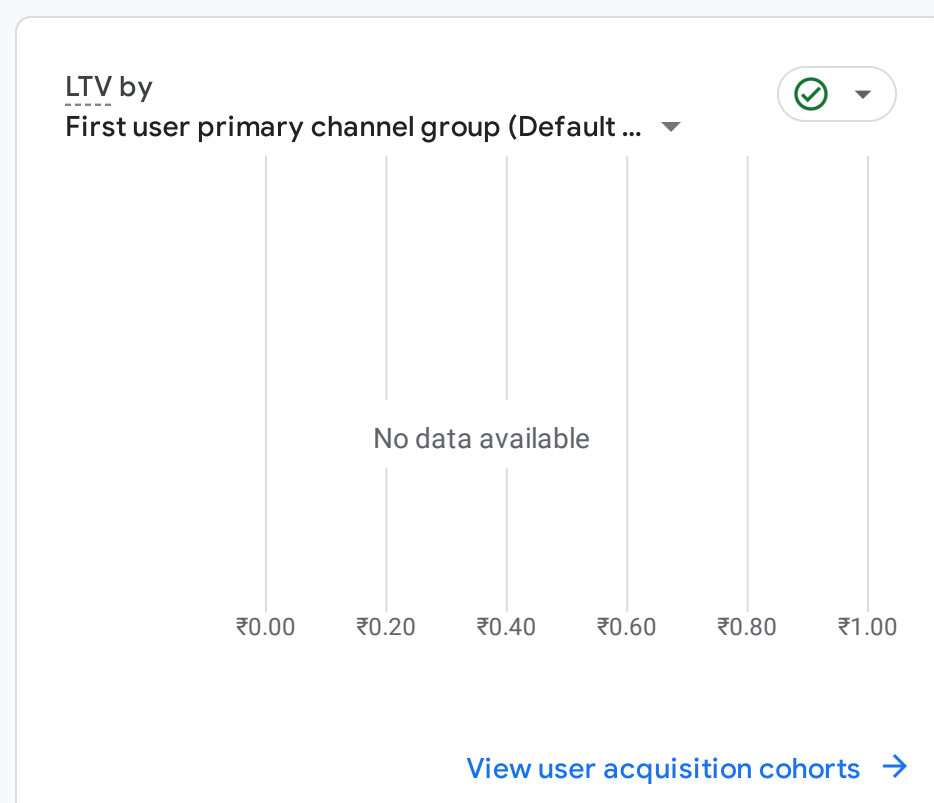 LTV by
First user primary channel group (Default ...
No data available
₹0.00 ₹0.20 ₹0.40 ₹0.60 ₹0.80 ₹1.00
View user acquisition cohorts